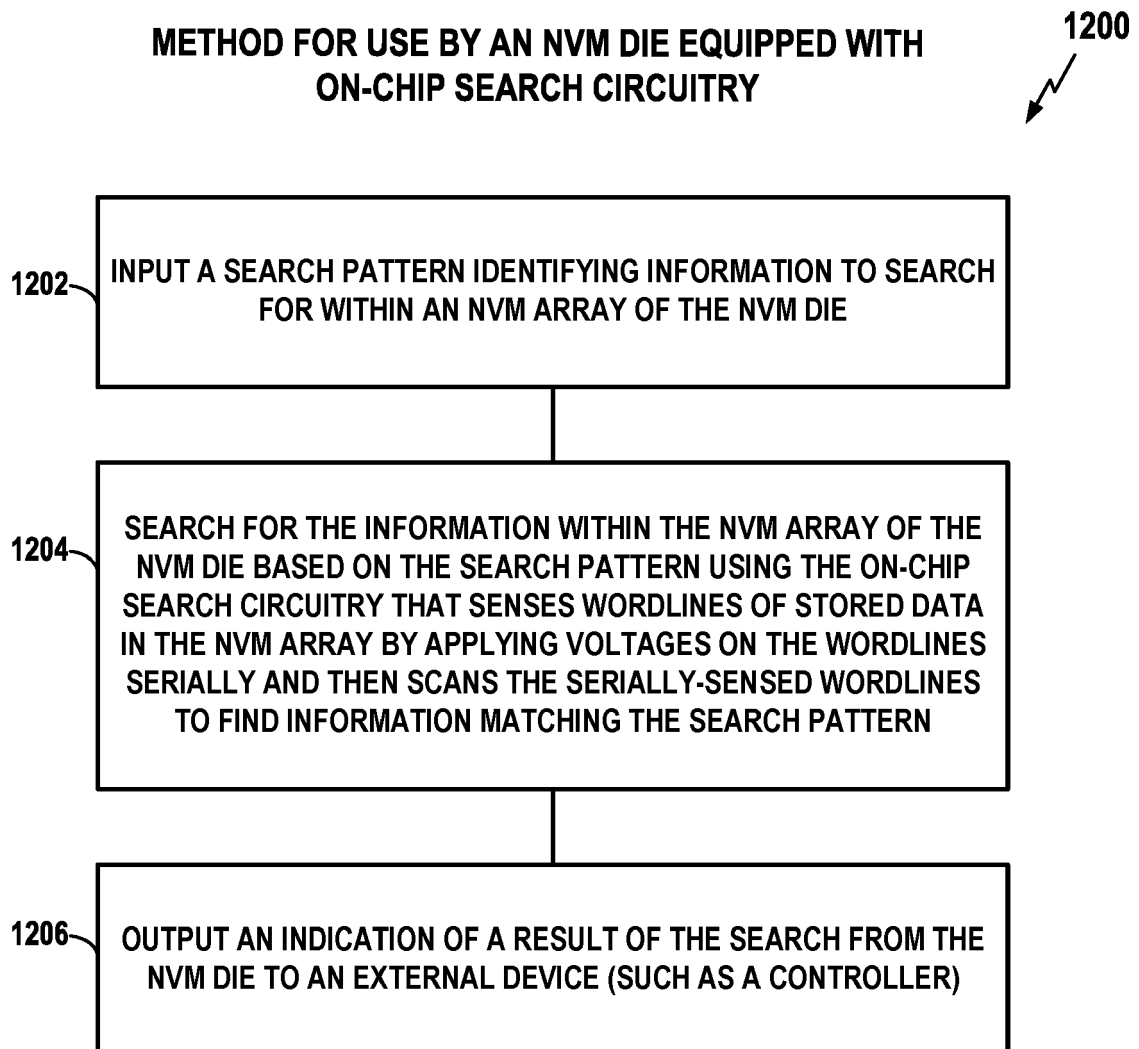 METHOD FOR USE BY AN NVM DIE EQUIPPED WITH
ON-CHIP SEARCH CIRCUITRY
1200
1202
INPUT A SEARCH PATTERN IDENTIFYING INFORMATION TO SEARCH
FOR WITHIN AN NVM ARRAY OF THE NVM DIE
1204
SEARCH FOR THE INFORMATION WITHIN THE NVM ARRAY OF THE
NVM DIE BASED ON THE SEARCH PATTERN USING THE ON-CHIP
SEARCH CIRCUITRY THAT SENSES WORDLINES OF STORED DATA
IN THE NVM ARRAY BY APPLYING VOLTAGES ON THE WORDLINES
SERIALLY AND THEN SCANS THE SERIALLY-SENSED WORDLINES
TO FIND INFORMATION MATCHING THE SEARCH PATTERN
1206
OUTPUT AN INDICATION OF A RESULT OF THE SEARCH FROM THE
NVM DIE TO AN EXTERNAL DEVICE (SUCH AS A CONTROLLER)